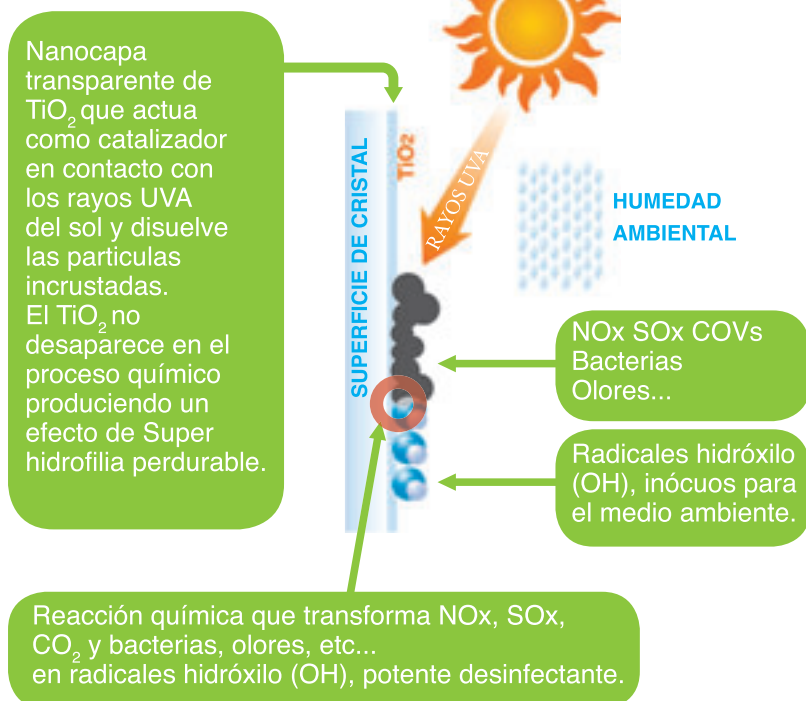 Nanocapa
transparente de
TiO2 que actua
como catalizador
en contacto con
los rayos UVA
del sol y disuelve
las particulas
incrustadas.
El TiO2 no
desaparece en el
proceso químico
produciendo un
efecto de Super
hidrofilia perdurable.
SUPERFICIE DE CRISTAL
TiO2
RAYOS UVA
HUMEDAD
AMBIENTAL
NOx SOx COVs
Bacterias
Olores...
Radicales hidróxilo
(OH), inócuos para
el medio ambiente.
Reacción química que transforma NOx, SOx,
CO2 y bacterias, olores, etc...
en radicales hidróxilo (OH), potente desinfectante.